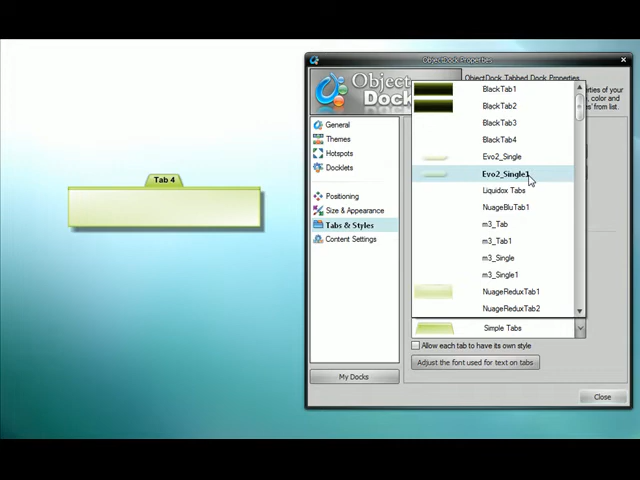 ObjectDock Properties
Object
Dock
ObjectDock Tabbed Dock Properties
General
Themes
Hotspots
Docklets
Positioning
Size & Appearance
Tabs & Styles
Content Settings
My Docks
perties of your
, color and
es' from list.
BlackTab1
BlackTab2
BlackTab3
BlackTab4
Evo2_Single
Evo2_Single1
Liquidox Tabs
NuageBluTab1
m3_Tab
m3_Tab1
m3_Single
m3_Single1
NuageReduxTab1
NuageReduxTab2
Simple Tabs
Allow each tab to have its own style
Adjust the font used for text on tabs
Close
Tab 4